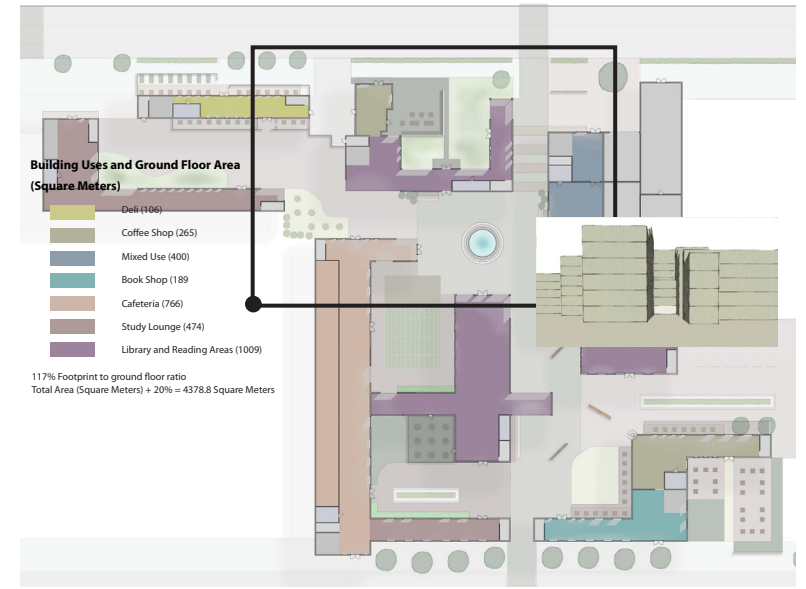 Building Uses and Ground Floor Area
(Square Meters)
Deli (106)
Coffee Shop (265)
Mixed Use (400)
Book Shop (189
Cafeteria (766)
Study Lounge (474)
Library and Reading Areas (1009)
117% Footprint to ground floor ratio
Total Area (Square Meters) + 20% = 4378.8 Square Meters